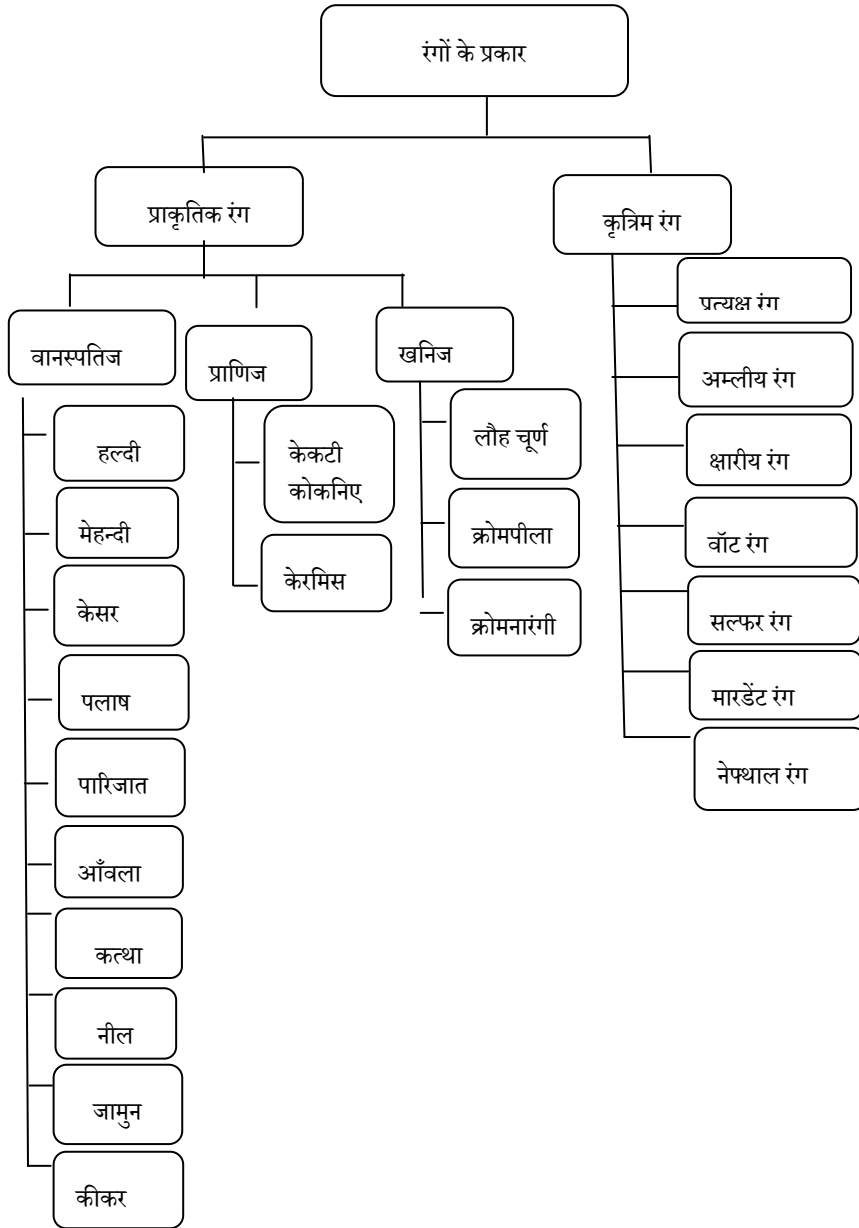 रंगों के प्रकार
प्राकृतिक रंग
कृत्रिम रंग
वानस्पतिज
हल्दी
मेहन्दी
केसर
पलाष
पारिजात
आँवला
कत्था
नील
जामुन
कीकर
प्राणिज
केकटी
कोकनिए
केरमिस
खनिज
लौह चूर्ण
क्रोमपीला
क्रोमनारंगी
प्रत्यक्ष रंग
अम्लीय रंग
क्षारीय रंग
वॉट रंग
सल्फर रंग
मारडेंट रंग
नेफ्थाल रंग